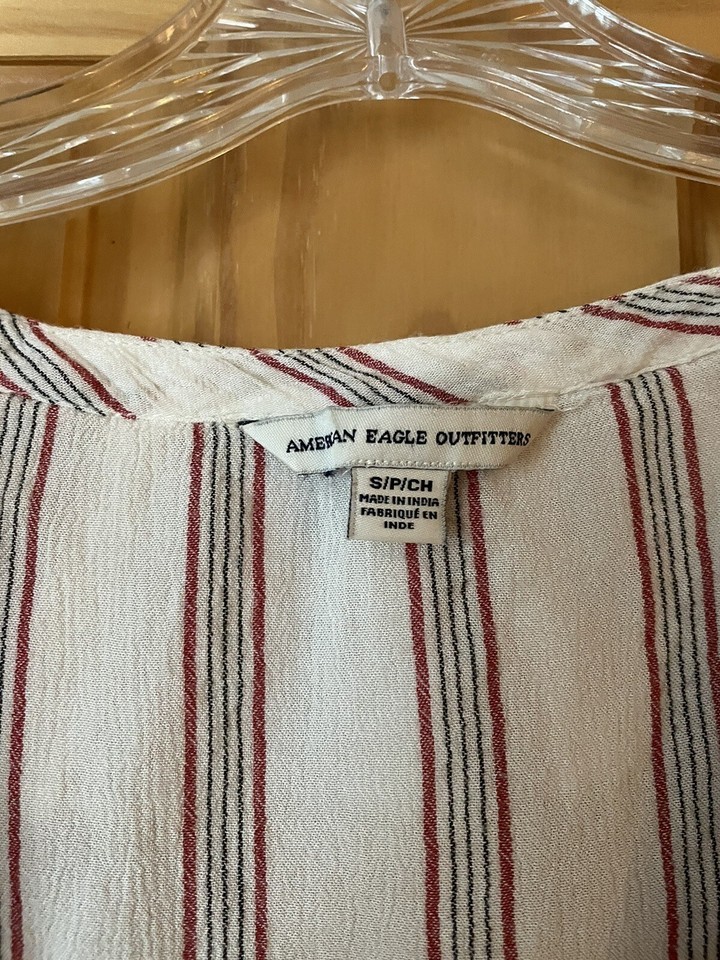 AMERICAN EAGLE OUTFITTERS
S/P/CH
MADE IN INDIA
FABRIQUÉ EN
INDE